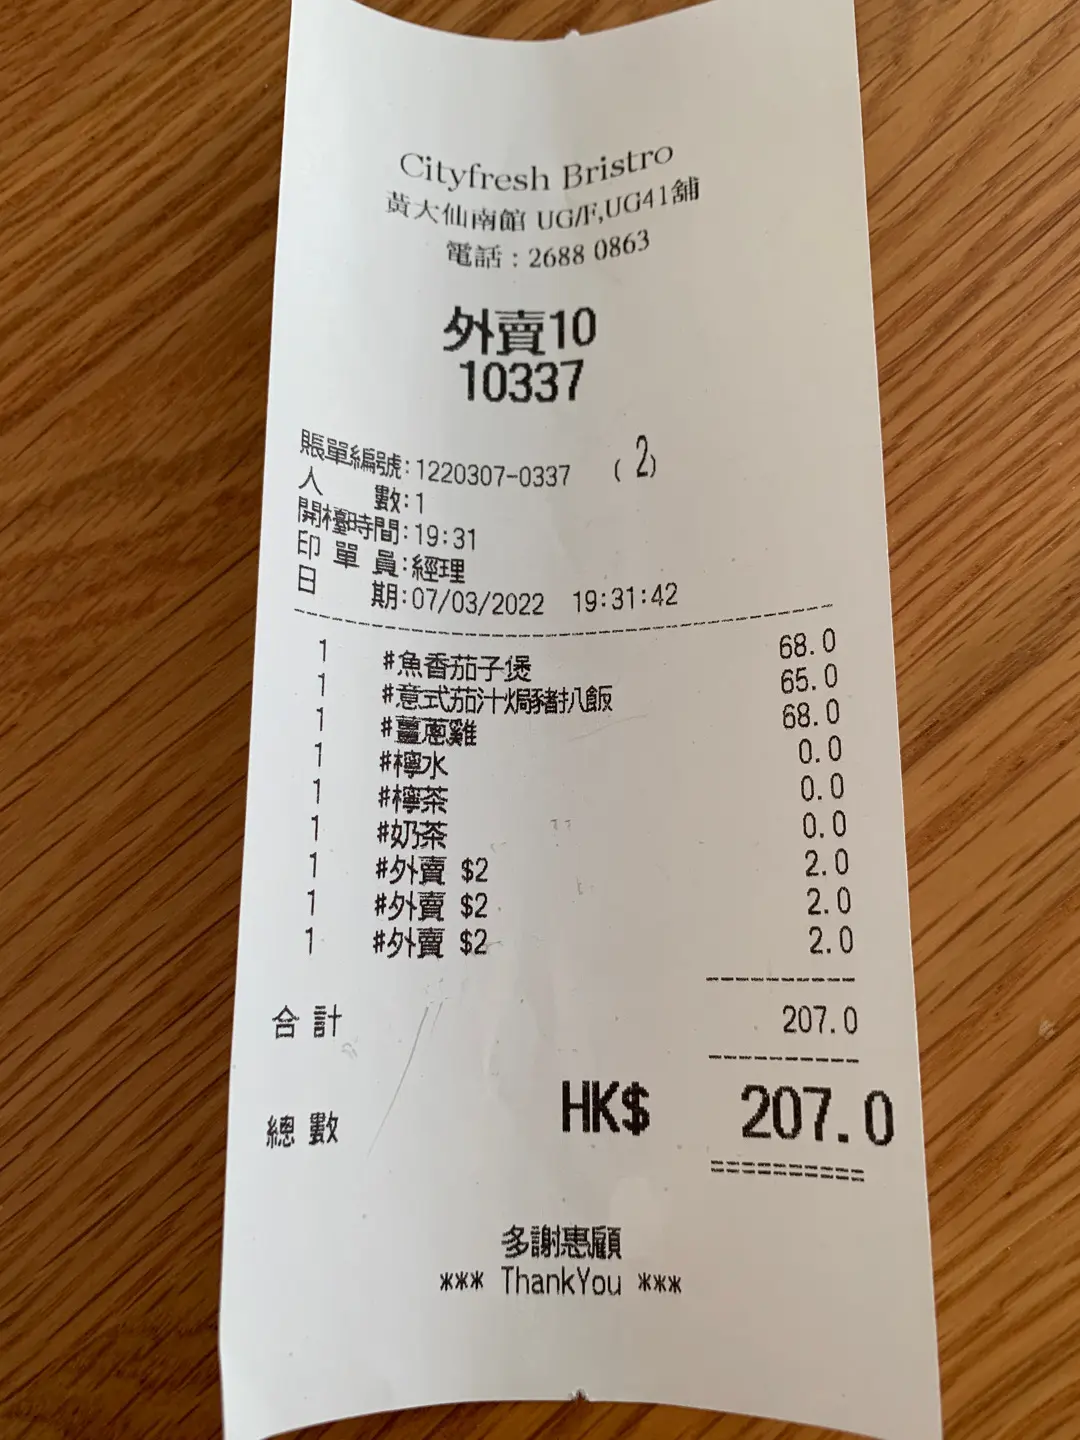 Cityfresh Bristro
黃大仙南館 UG/F,UG41舖
電話 : 2688 0863
外賣10
10337
賬單編號:1220307-0337 (2)
人 數:1
開檯時間:19:31
印 單 員:經理
日 期:07/03/2022 19:31:42
1 #魚香茄子煲 68.0
1 #意式茄汁焗豬扒飯 65.0
1 #薑蔥雞 68.0
1 #檸水 0.0
1 #檸茶 0.0
1 #奶茶 0.0
1 #外賣 $2 2.0
1 #外賣 $2 2.0
1 #外賣 $2 2.0
合 計 207.0
總 數 HK$ 207.0
==========
多謝惠顧
*** ThankYou ***